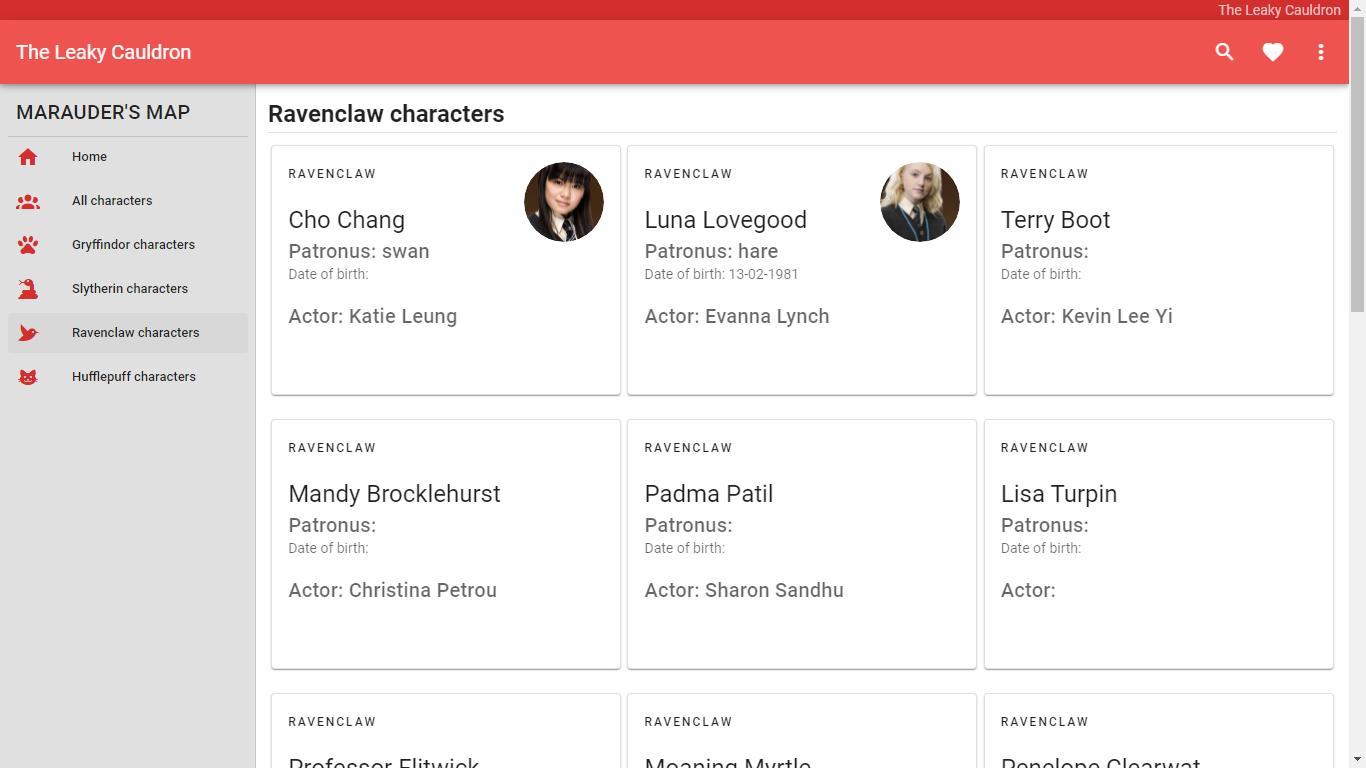 The Leaky Cauldron
The Leaky Cauldron
MARAUDER'S MAP
Home
All characters
Gryffindor characters
Slytherin characters
Ravenclaw characters
Hufflepuff characters
Ravenclaw characters
RAVENCLAW
Cho Chang
Patronus: swan
Date of birth:
Actor: Katie Leung
RAVENCLAW
Luna Lovegood
Patronus: hare
Date of birth: 13-02-1981
Actor: Evanna Lynch
RAVENCLAW
Terry Boot
Patronus:
Date of birth:
Actor: Kevin Lee Yi
RAVENCLAW
Mandy Brocklehurst
Patronus:
Date of birth:
Actor: Christina Petrou
RAVENCLAW
Padma Patil
Patronus:
Date of birth:
Actor: Sharon Sandhu
RAVENCLAW
Lisa Turpin
Patronus:
Date of birth:
Actor:
RAVENCLAW
Professor Flitwick
RAVENCLAW
Moaning Myrtle
RAVENCLAW
Penelope Clearwat